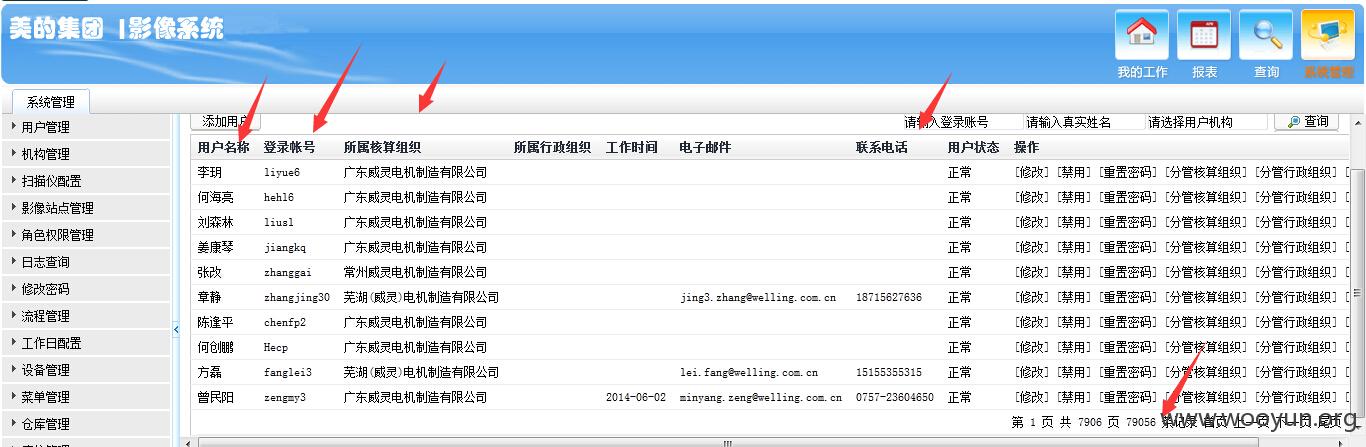 美的集团 |影像系统
我的工作 报表 查询 系统管理
系统管理
添加用户 请输入登录账号 请输入真实姓名 请选择用户机构 查询
用户管理
机构管理
扫描仪配置
影像站点管理
角色权限管理
日志查询
修改密码
流程管理
工作日配置
设备管理
菜单管理
仓库管理
用户名称 登录帐号 所属核算组织 所属行政组织 工作时间 电子邮件 联系电话 用户状态 操作
李玥 liyue6 广东威灵电机制造有限公司 正常 [修改] [禁用] [重置密码] [分管核算组织] [分管行政组织] [
何海亮 hehl6 广东威灵电机制造有限公司 正常 [修改] [禁用] [重置密码] [分管核算组织] [分管行政组织] [
刘森林 liusl 广东威灵电机制造有限公司 正常 [修改] [禁用] [重置密码] [分管核算组织] [分管行政组织] [
姜康琴 jiangkq 广东威灵电机制造有限公司 正常 [修改] [禁用] [重置密码] [分管核算组织] [分管行政组织] [
张改 zhanggai 常州威灵电机制造有限公司 正常 [修改] [禁用] [重置密码] [分管核算组织] [分管行政组织] [
章静 zhangjing30 芜湖(威灵)电机制造有限公司 jing3.zhang@welling.com.cn 18715627636 正常 [修改] [禁用] [重置密码] [分管核算组织] [分管行政组织] [
陈逢平 chenfp2 广东威灵电机制造有限公司 正常 [修改] [禁用] [重置密码] [分管核算组织] [分管行政组织] [
何创鹏 Hecp 广东威灵电机制造有限公司 正常 [修改] [禁用] [重置密码] [分管核算组织] [分管行政组织] [
方磊 fanglei3 芜湖(威灵)电机制造有限公司 lei.fang@welling.com.cn 15155355315 正常 [修改] [禁用] [重置密码] [分管核算组织] [分管行政组织] [
曾民阳 zengmy3 广东威灵电机制造有限公司 2014-06-02 minyang.zeng@welling.com.cn 0757-23604650 正常 [修改] [禁用] [重置密码] [分管核算组织] [分管行政组织] [
第 1 页 共 7906 页 79056 条记录 首页 上一页 下一页 尾页
www.wooyun.org